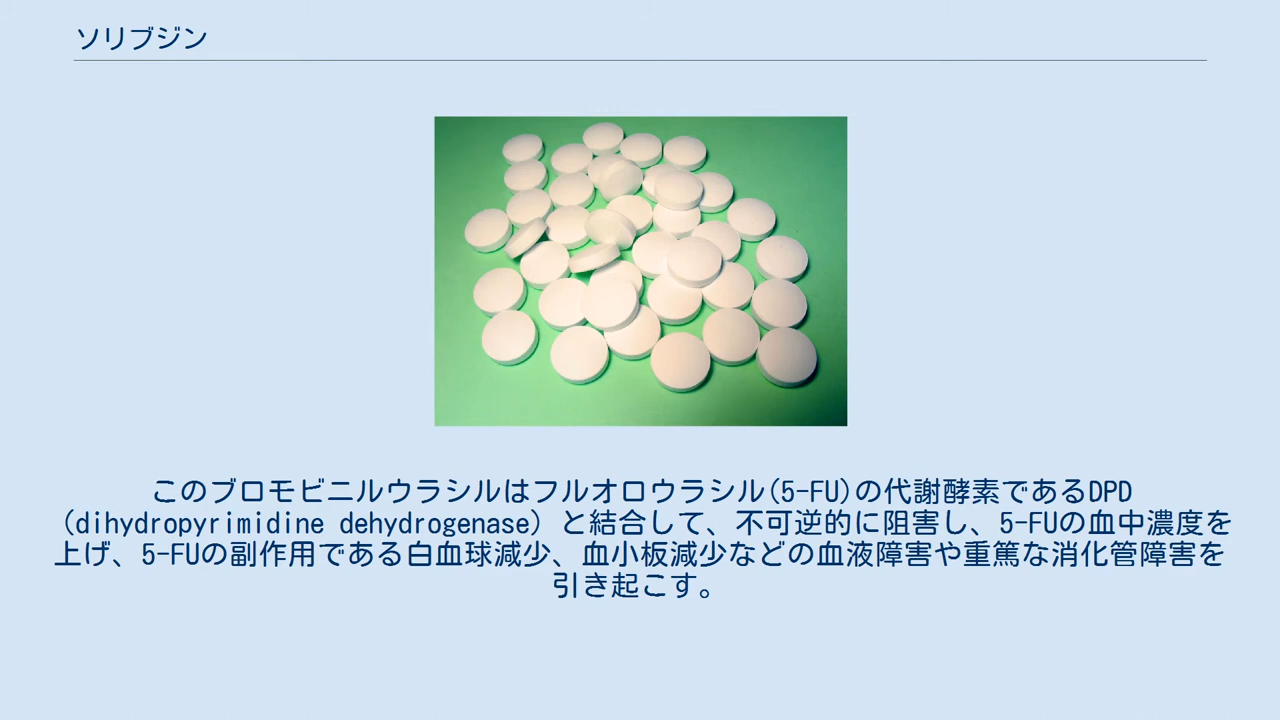 ソリブジン
このブロモビニルウラシルはフルオロウラシル(5-FU)の代謝酵素であるDPD
(dihydropyrimidine dehydrogenase) と結合して、不可逆的に阻害し、5-FUの血中濃度を
上げ、5-FUの副作用である白血球減少、血小板減少などの血液障害や重篤な消化管障害を
引き起こす。